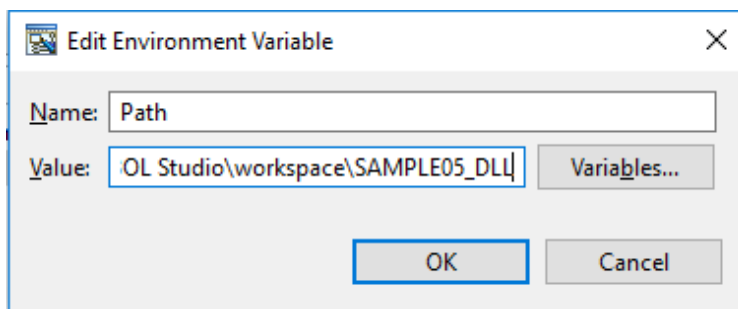 Edit Environment Variable
Name: Path
Value: OL Studio\workspace\SAMPLE05_DLL Variables...
OK Cancel